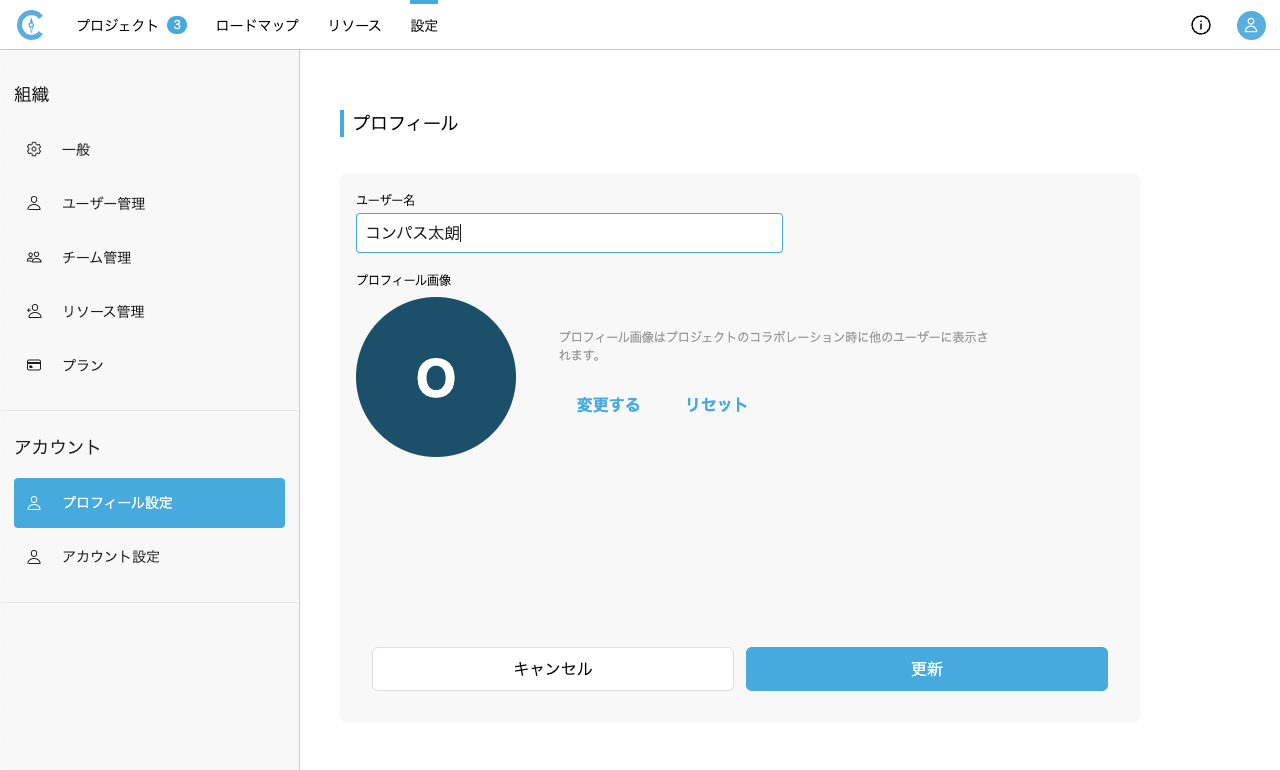 プロジェクト 3 ロードマップ リソース 設定
組織
一般
ユーザー管理
チーム管理
リソース管理
プラン
アカウント
プロフィール設定
アカウント設定
プロフィール
ユーザー名
コンパス太朗
プロフィール画像
O
プロフィール画像はプロジェクトのコラボレーション時に他のユーザーに表示さ
れます。
変更する リセット
キャンセル 更新